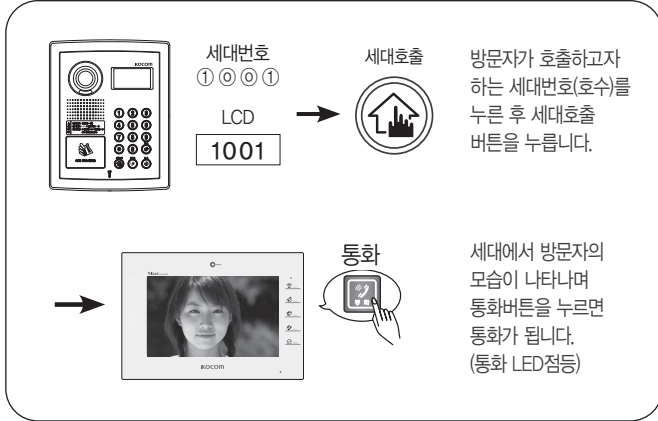 KOCOM
세대번호
①⓪⓪①
LCD
1001
세대호출
방문자가 호출하고자
하는 세대번호(호수)를
누른 후 세대호출
버튼을 누릅니다.
통화
KOCOM
세대에서 방문자의
모습이 나타나며
통화버튼을 누르면
통화가 됩니다.
(통화 LED점등)